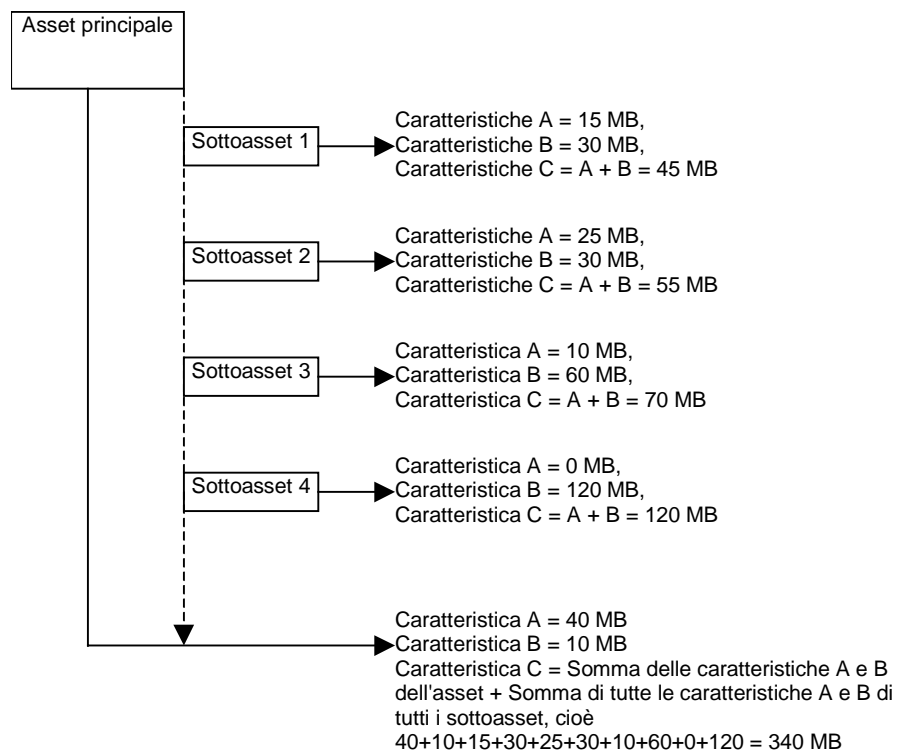 Asset principale
Sottoasset 1
Caratteristiche A = 15 MB,
Caratteristiche B = 30 MB,
Caratteristiche C = A + B = 45 MB
Sottoasset 2
Caratteristiche A = 25 MB,
Caratteristiche B = 30 MB,
Caratteristiche C = A + B = 55 MB
Sottoasset 3
Caratteristica A = 10 MB,
Caratteristica B = 60 MB,
Caratteristica C = A + B = 70 MB
Sottoasset 4
Caratteristica A = 0 MB,
Caratteristica B = 120 MB,
Caratteristica C = A + B = 120 MB
Caratteristica A = 40 MB
Caratteristica B = 10 MB
Caratteristica C = Somma delle caratteristiche A e B
dell'asset + Somma di tutte le caratteristiche A e B di
tutti i sottoasset, cioè
40+10+15+30+25+30+10+60+0+120 = 340 MB